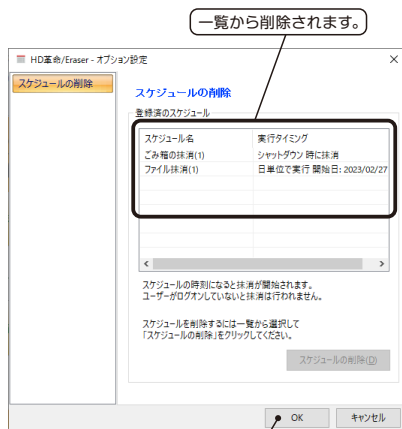 一覧から削除されます。
HD革命/Eraser - オプション設定
スケジュールの削除
スケジュールの削除
登録済のスケジュール
スケジュール名 実行タイミング
ごみ箱の抹消(1) シャットダウン 時に抹消
ファイル抹消(1) 日単位で実行 開始日: 2023/02/27
スケジュールの時刻になると抹消が開始されます。
ユーザーがログオンしていないと抹消は行われません。
スケジュールを削除するには一覧から選択して
「スケジュールの削除」をクリックしてください。
スケジュールの削除(D)
OK キャンセル